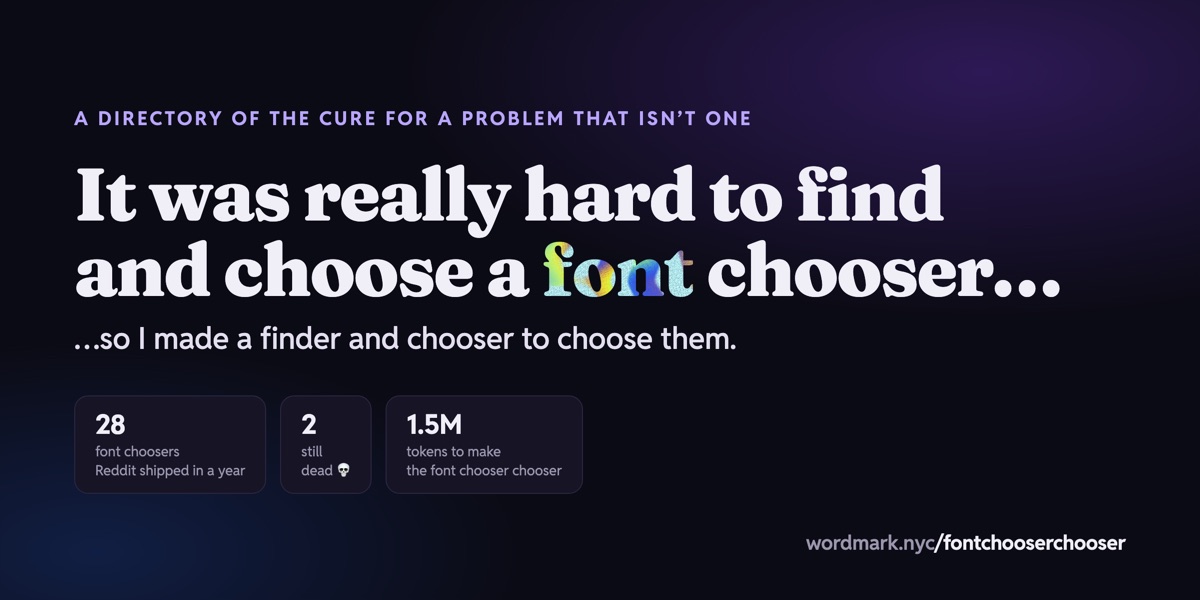 A DIRECTORY OF THE CURE FOR A PROBLEM THAT ISN’T ONE
It was really hard to find
and choose a font chooser...
...so I made a finder and chooser to choose them.
28
font choosers
Reddit shipped in a year
2
still
dead 💀
1.5M
tokens to make
the font chooser chooser
wordmark.nyc/fontchooserchooser